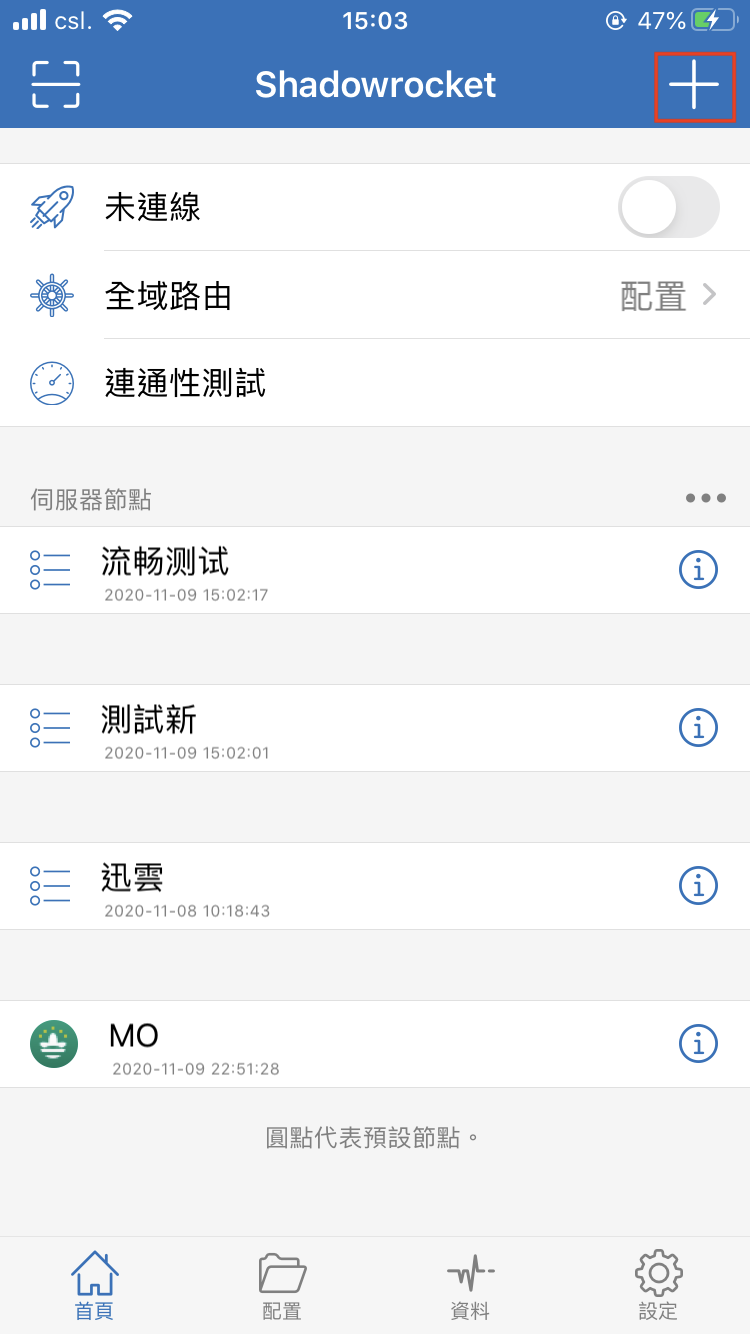 csl. 15:03 47%
Shadowrocket
未連線
全域路由 配置
連通性測試
伺服器節點
流畅测试
2020-11-09 15:02:17
測試新
2020-11-09 15:02:01
迅雲
2020-11-08 10:18:43
MO
2020-11-09 22:51:28
圓點代表預設節點。
首頁 配置 資料 設定